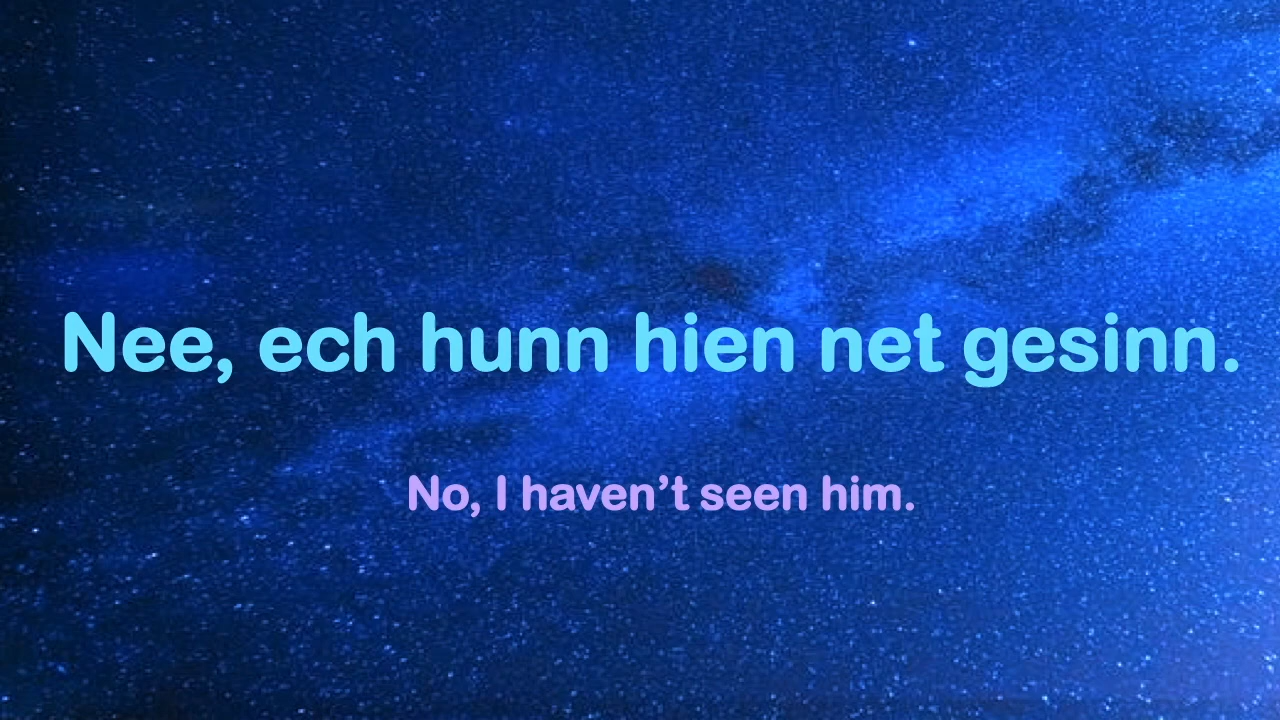 Nee, ech hunn hien net gesinn.
No, I haven’t seen him.